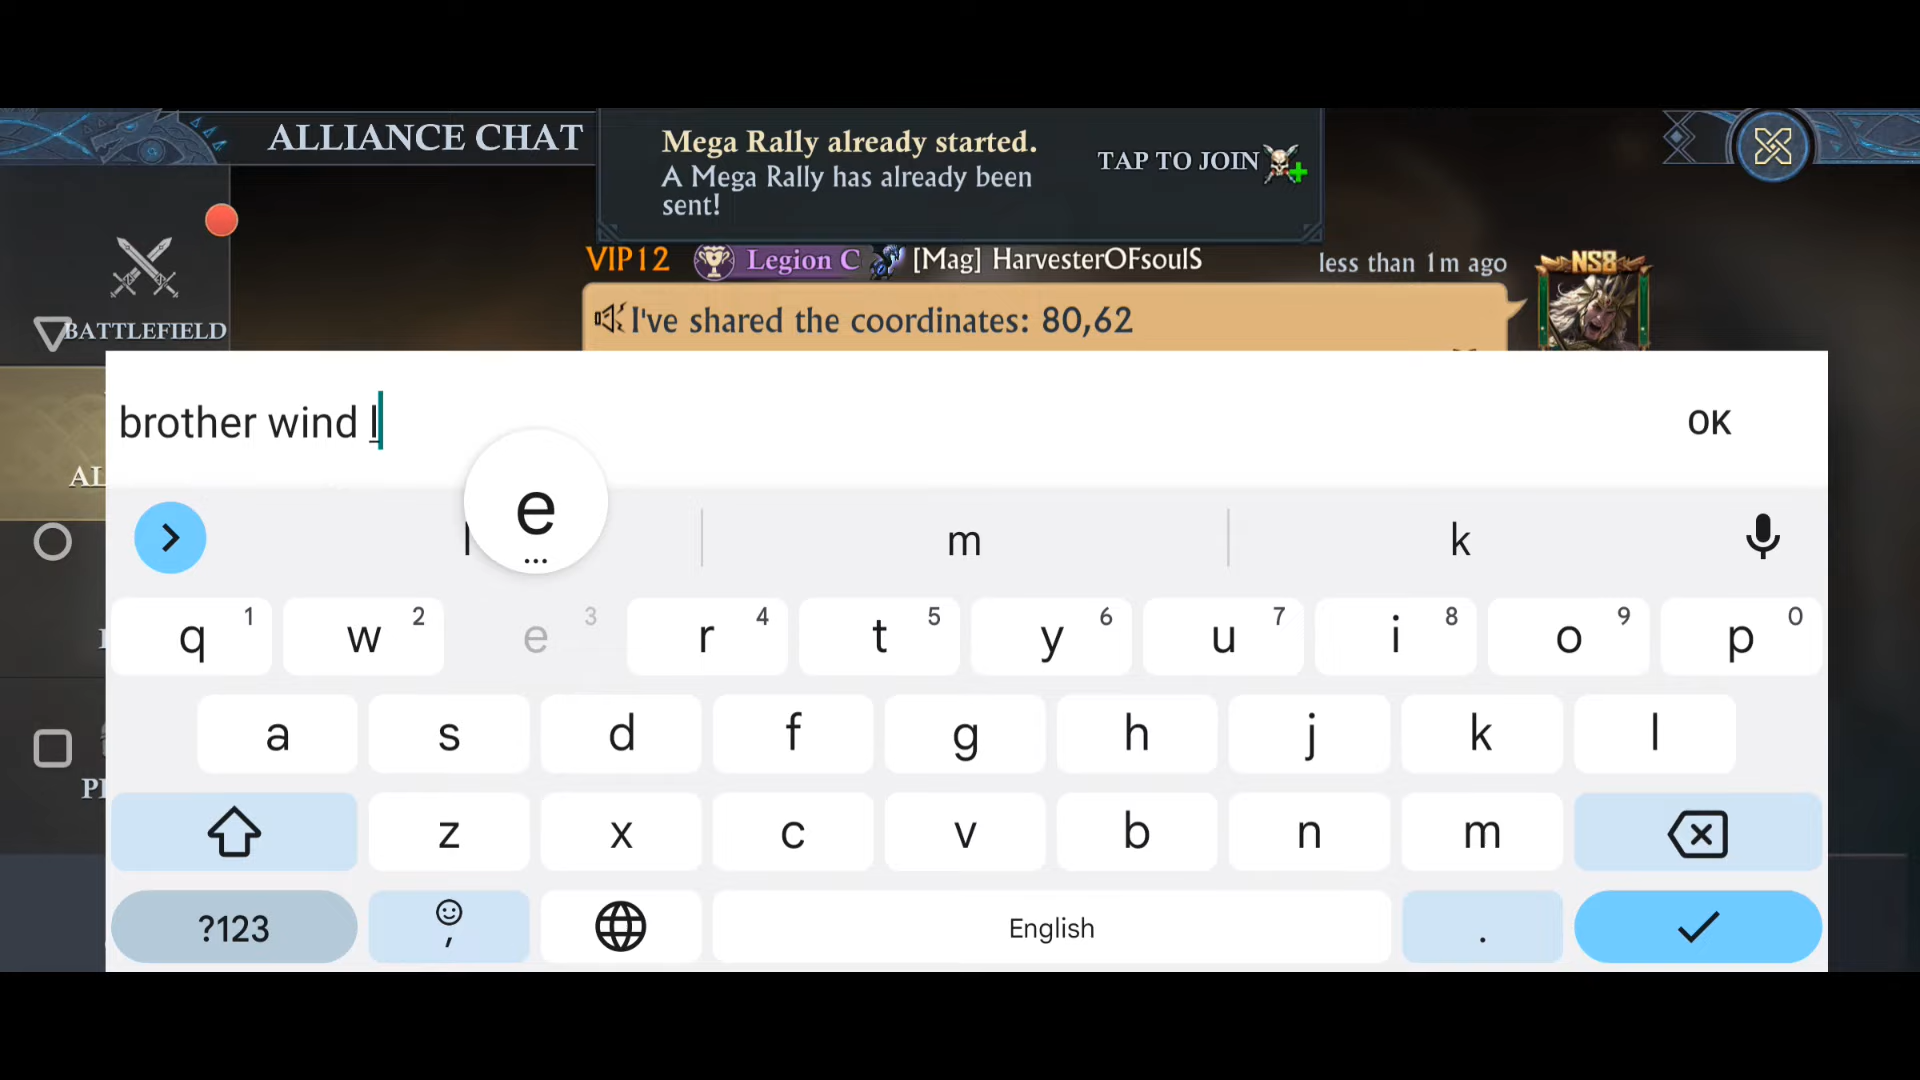 ALLIANCE CHAT
Mega Rally already started.
A Mega Rally has already been
sent!
TAP TO JOIN
VIP12 Legion C [Mag] HarvesterOFsoulS less than 1m ago
NS8
I've shared the coordinates: 80,62
BATTLEFIELD
brother wind l
OK
AL
e
...
l m k
q 1 w 2 e 3 r 4 t 5 y 6 u 7 i 8 o 9 p 0
a s d f g h j k l
z x c v b n m
?123 , English .